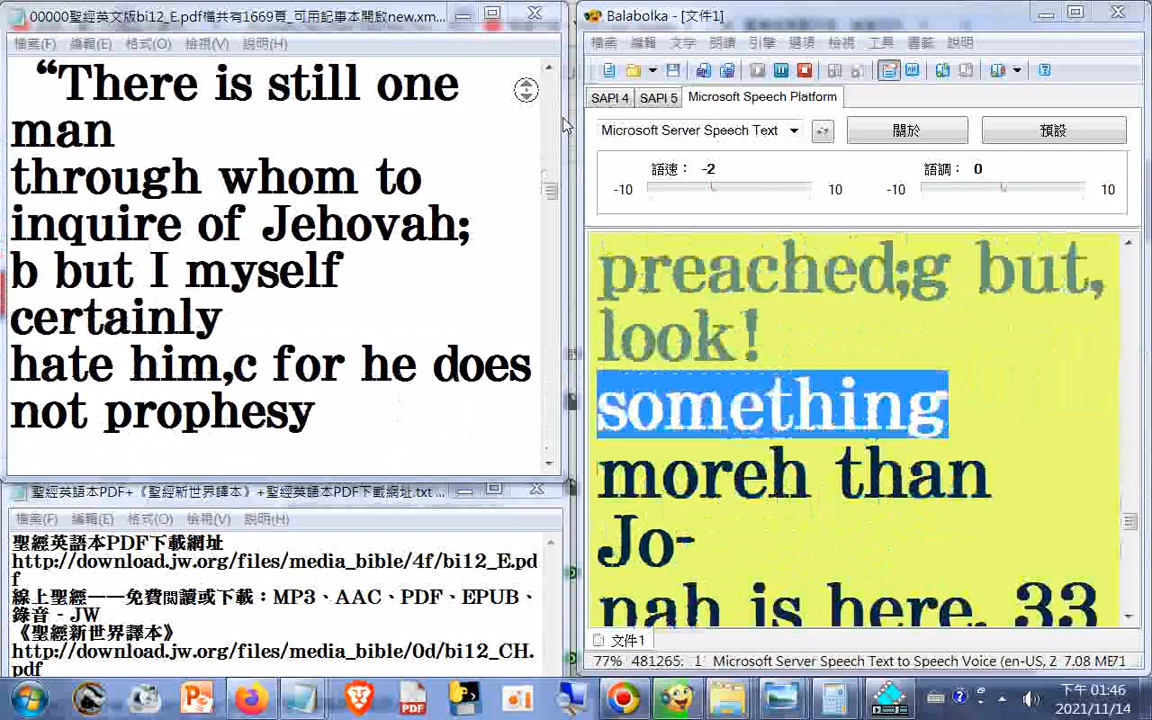 00000聖經英文版bi12_E.pdf檔共有1669頁_可用記事本開啟new.xm...
檔案(F) 編輯(E) 格式(O) 檢視(V) 說明(H)
“There is still one
man
through whom to
inquire of Jehovah;
b but I myself
certainly
hate him,c for he does
not prophesy
聖經英語本PDF+《聖經新世界譯本》+聖經英語本PDF下載網址.txt ...
檔案(F) 編輯(E) 格式(O) 檢視(V) 說明(H)
聖經英語本PDF下載網址
http://download.jw.org/files/media_bible/4f/bi12_E.pd
f
線上聖經——免費閱讀或下載：MP3、AAC、PDF、EPUB、
錄音 - JW
《聖經新世界譯本》
http://download.jw.org/files/media_bible/0d/bi12_CH.
pdf
Balabolka - [文件1]
檔案 編輯 文字 朗讀 引擎 選項 檢視 工具 書籤 說明
SAPI 4 SAPI 5 Microsoft Speech Platform
Microsoft Server Speech Text 關於 預設
語速： -2 語調： 0
-10 10 -10 10
preached;g but,
look!
something
moreh than
Jo-
nah is here. 33
文件1
77% 481265: 1 Microsoft Server Speech Text to Speech Voice (en-US, Z 7.08 ME71
下午 01:46
2021/11/14